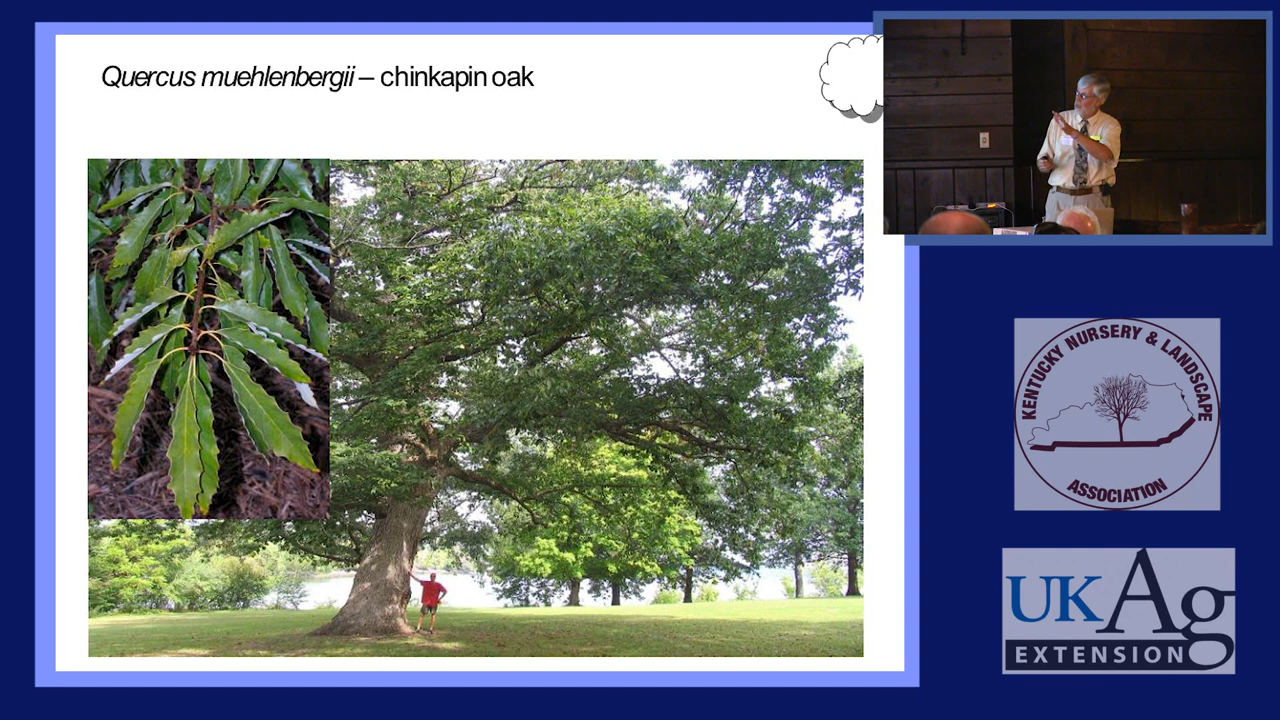 Quercus muehlenbergii – chinkapin oak
KENTUCKY NURSERY & LANDSCAPE
ASSOCIATION
UKAg
EXTENSION